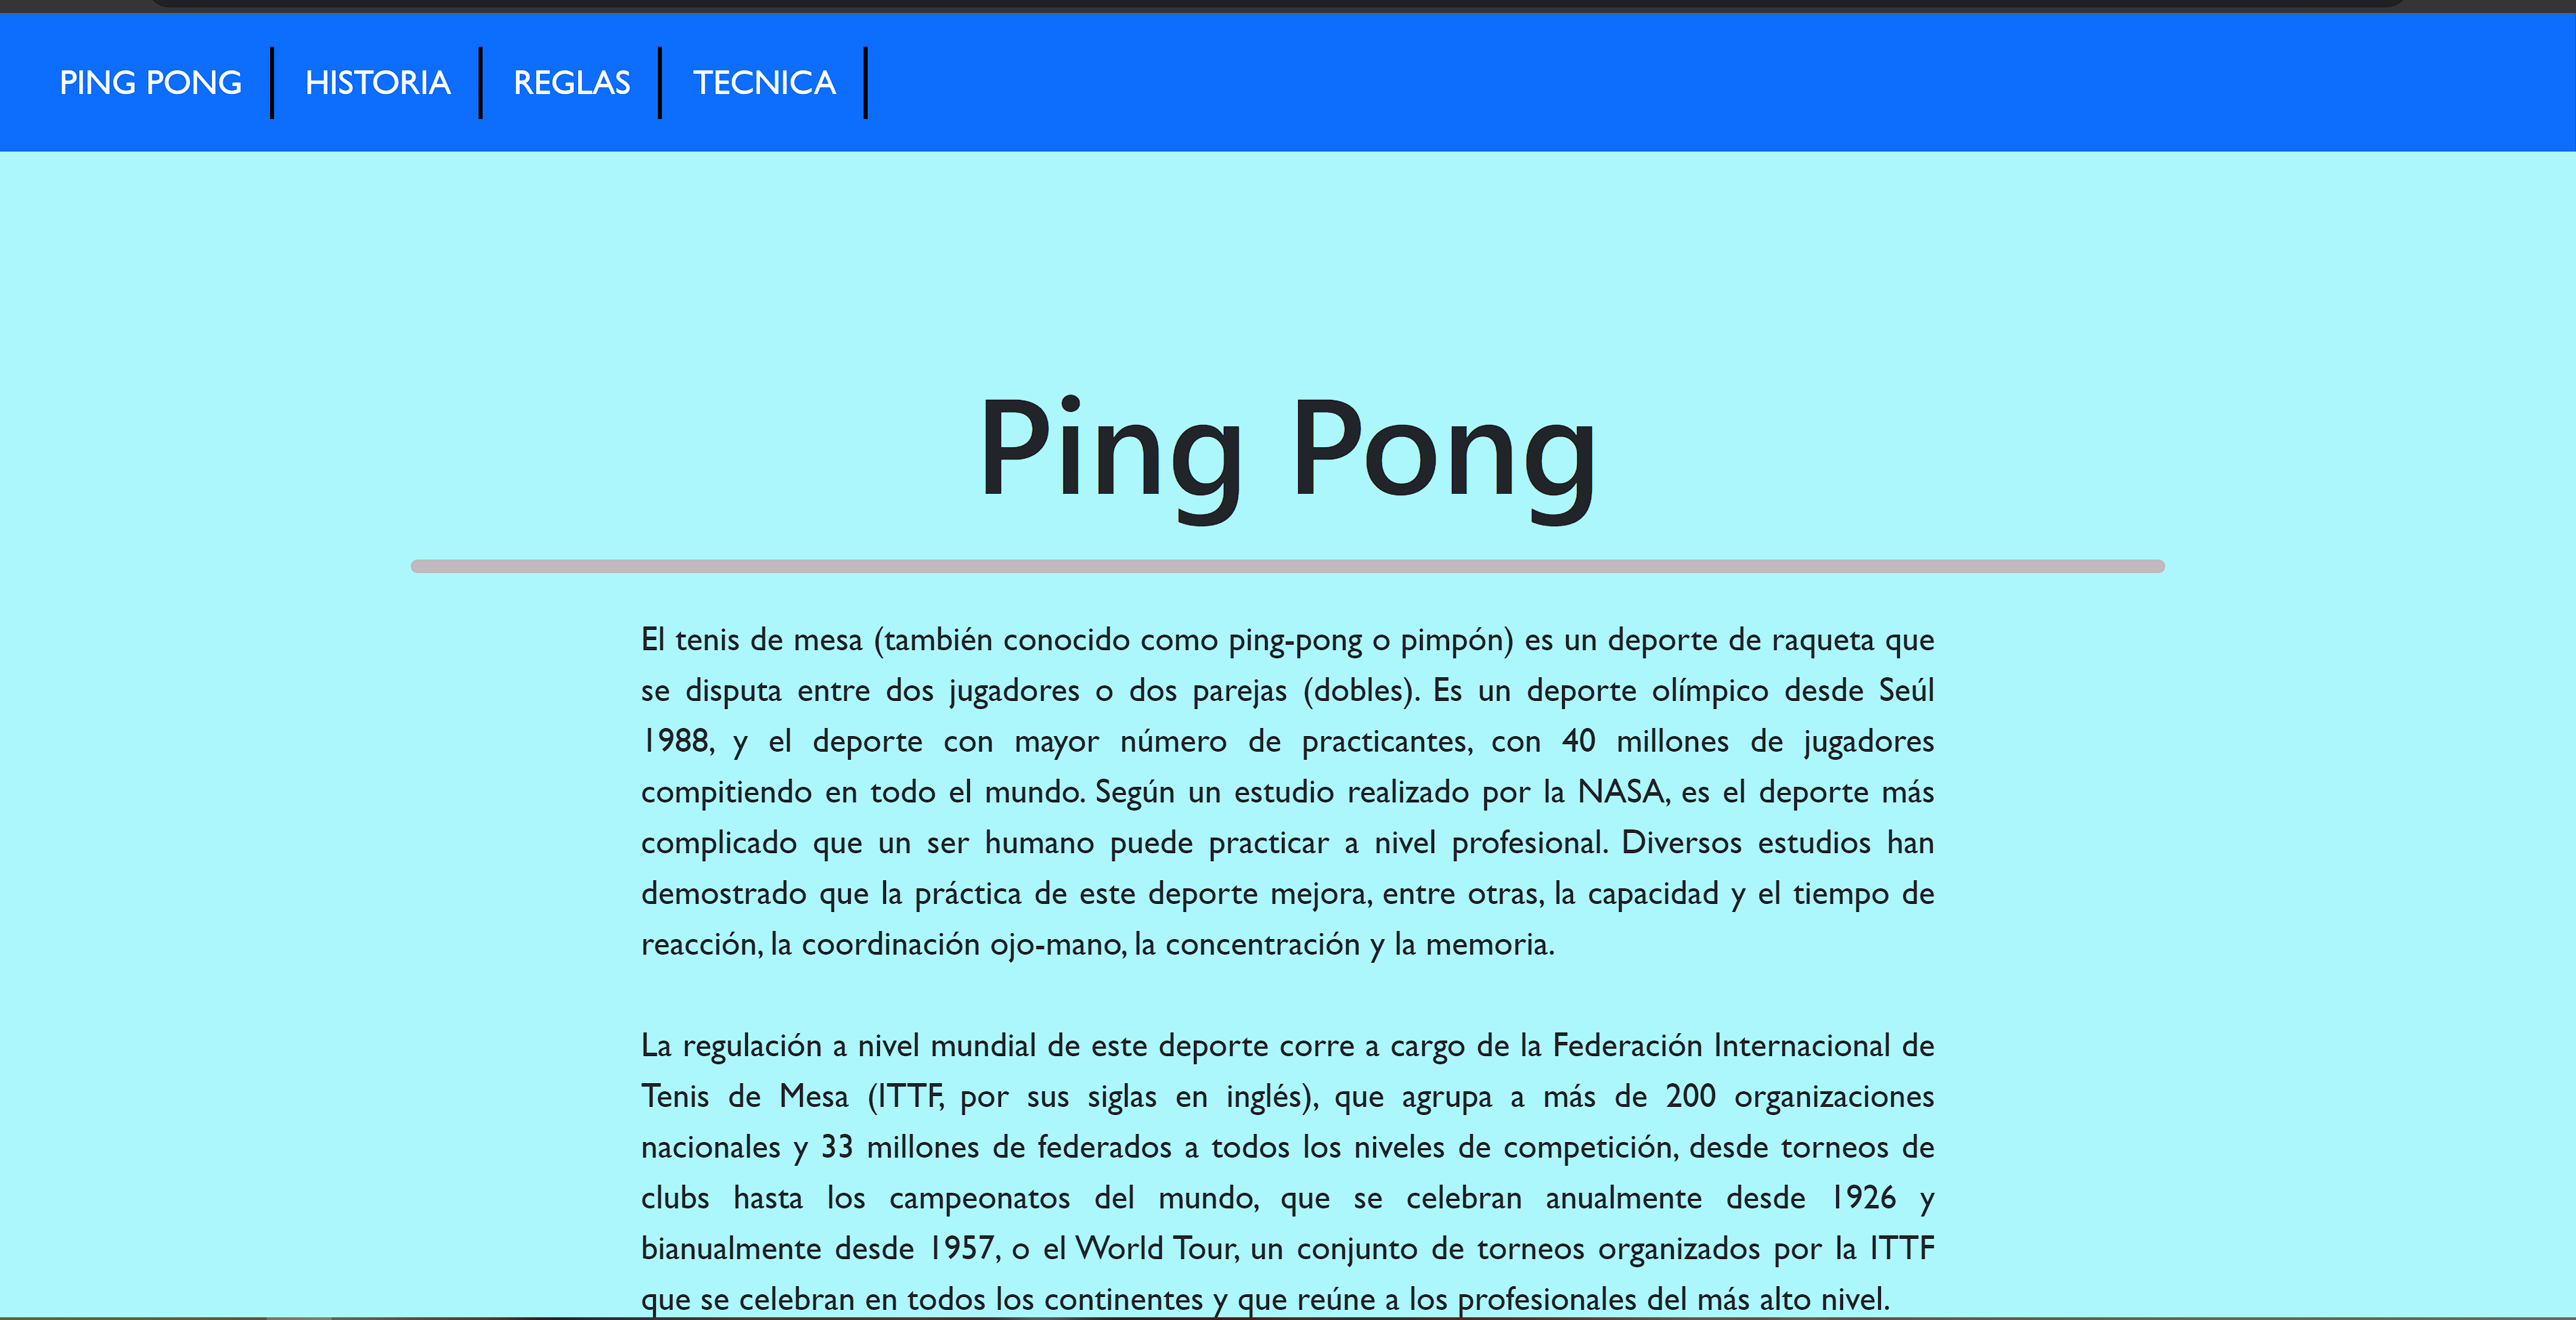 PING PONG HISTORIA REGLAS TECNICA
Ping Pong
El tenis de mesa (también conocido como ping-pong o pimpón) es un deporte de raqueta que
se disputa entre dos jugadores o dos parejas (dobles). Es un deporte olímpico desde Seúl
1988, y el deporte con mayor número de practicantes, con 40 millones de jugadores
compitiendo en todo el mundo. Según un estudio realizado por la NASA, es el deporte más
complicado que un ser humano puede practicar a nivel profesional. Diversos estudios han
demostrado que la práctica de este deporte mejora, entre otras, la capacidad y el tiempo de
reacción, la coordinación ojo-mano, la concentración y la memoria.
La regulación a nivel mundial de este deporte corre a cargo de la Federación Internacional de
Tenis de Mesa (ITTF, por sus siglas en inglés), que agrupa a más de 200 organizaciones
nacionales y 33 millones de federados a todos los niveles de competición, desde torneos de
clubs hasta los campeonatos del mundo, que se celebran anualmente desde 1926 y
bianualmente desde 1957, o el World Tour, un conjunto de torneos organizados por la ITTF
que se celebran en todos los continentes y que reúne a los profesionales del más alto nivel.